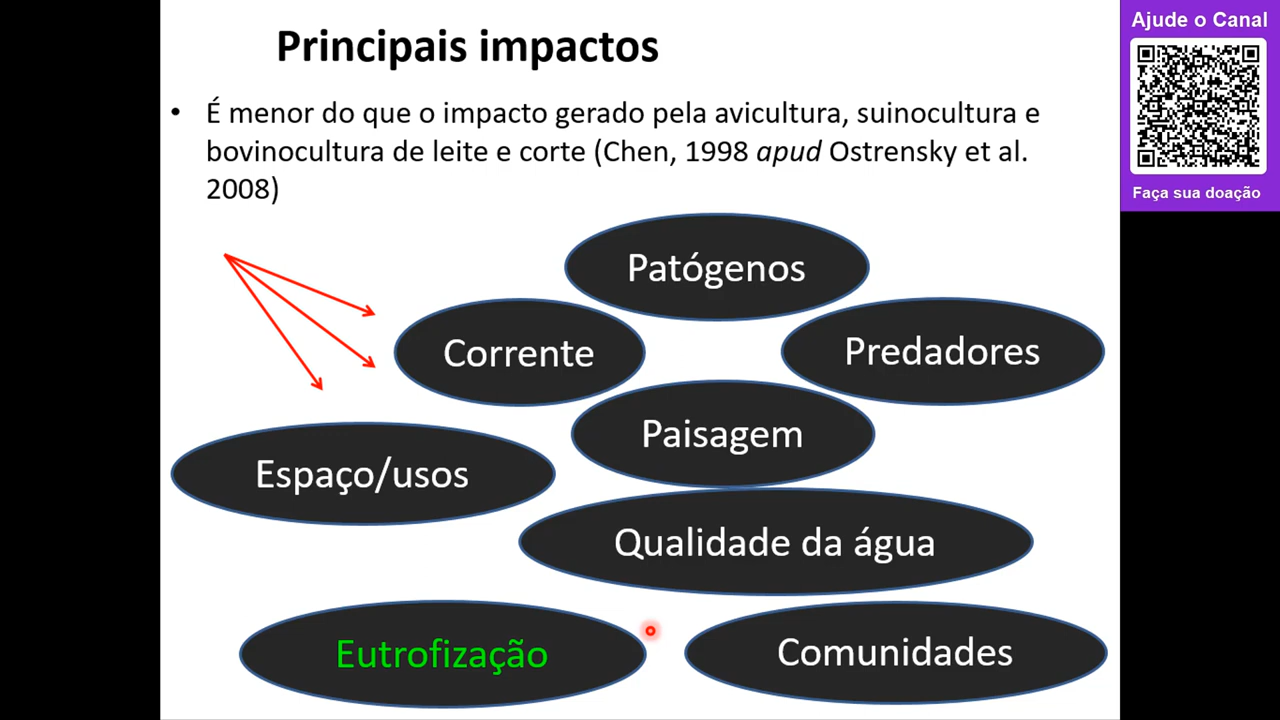 Principais impactos
Ajude o Canal
Faça sua doação
• É menor do que o impacto gerado pela avicultura, suinocultura e
bovinocultura de leite e corte (Chen, 1998 apud Ostrensky et al.
2008)
Patógenos
Corrente
Predadores
Paisagem
Espaço/usos
Qualidade da água
Eutrofização
Comunidades